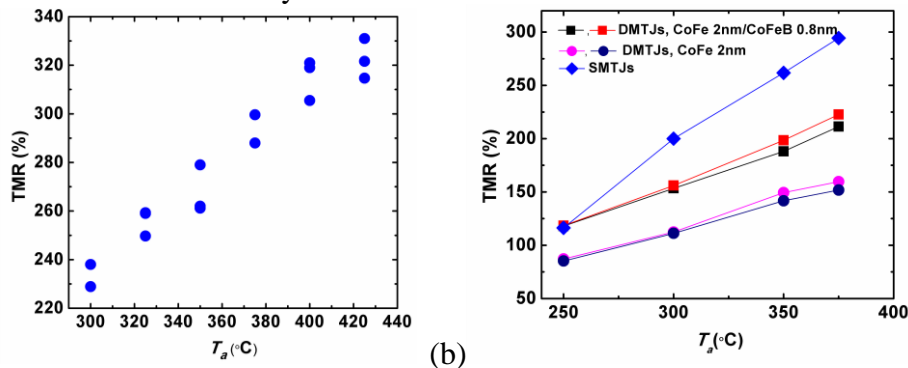 340
320
300
280
260
240
220
TMR (%)
300 320 340 360 380 400 420 440
Ta (°C)
(b)
300
250
200
150
100
50
TMR (%)
DMTJs, CoFe 2nm/CoFeB 0.8nm
DMTJs, CoFe 2nm
SMTJs
250 300 350 400
Ta(°C)